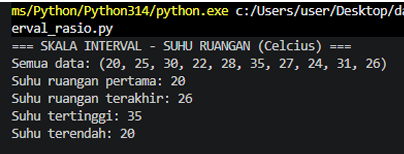 ms/Python/Python314/python.exe c:/Users/user/Desktop/da
erval_rasio.py
=== SKALA INTERVAL - SUHU RUANGAN (Celcius) ===
Semua data: (20, 25, 30, 22, 28, 35, 27, 24, 31, 26)
Suhu ruangan pertama: 20
Suhu ruangan terakhir: 26
Suhu tertinggi: 35
Suhu terendah: 20